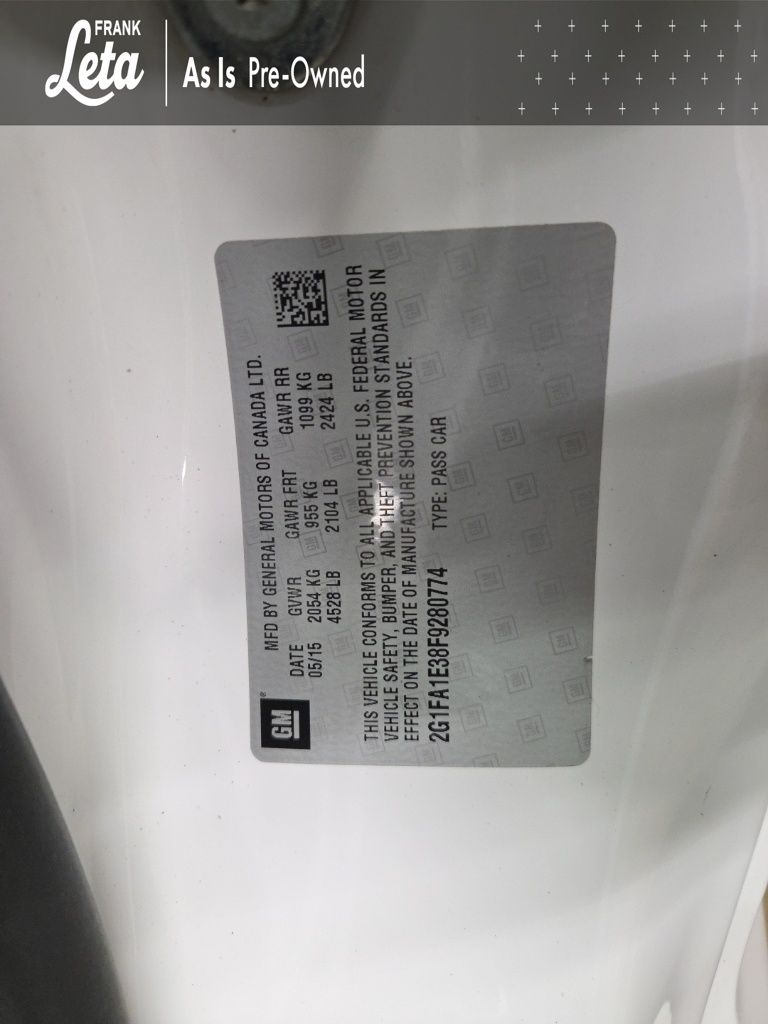 FRANK
Leta
As Is Pre-Owned
MFD BY GENERAL MOTORS OF CANADA LTD.
DATE GVWR GAWR FRT GAWR RR
05/15 2054 KG 955 KG 1099 KG
4528 LB 2104 LB 2424 LB
GM
THIS VEHICLE CONFORMS TO ALL APPLICABLE U.S. FEDERAL MOTOR
VEHICLE SAFETY, BUMPER, AND THEFT PREVENTION STANDARDS IN
EFFECT ON THE DATE OF MANUFACTURE SHOWN ABOVE.
2G1FA1E38F9280774 TYPE: PASS CAR